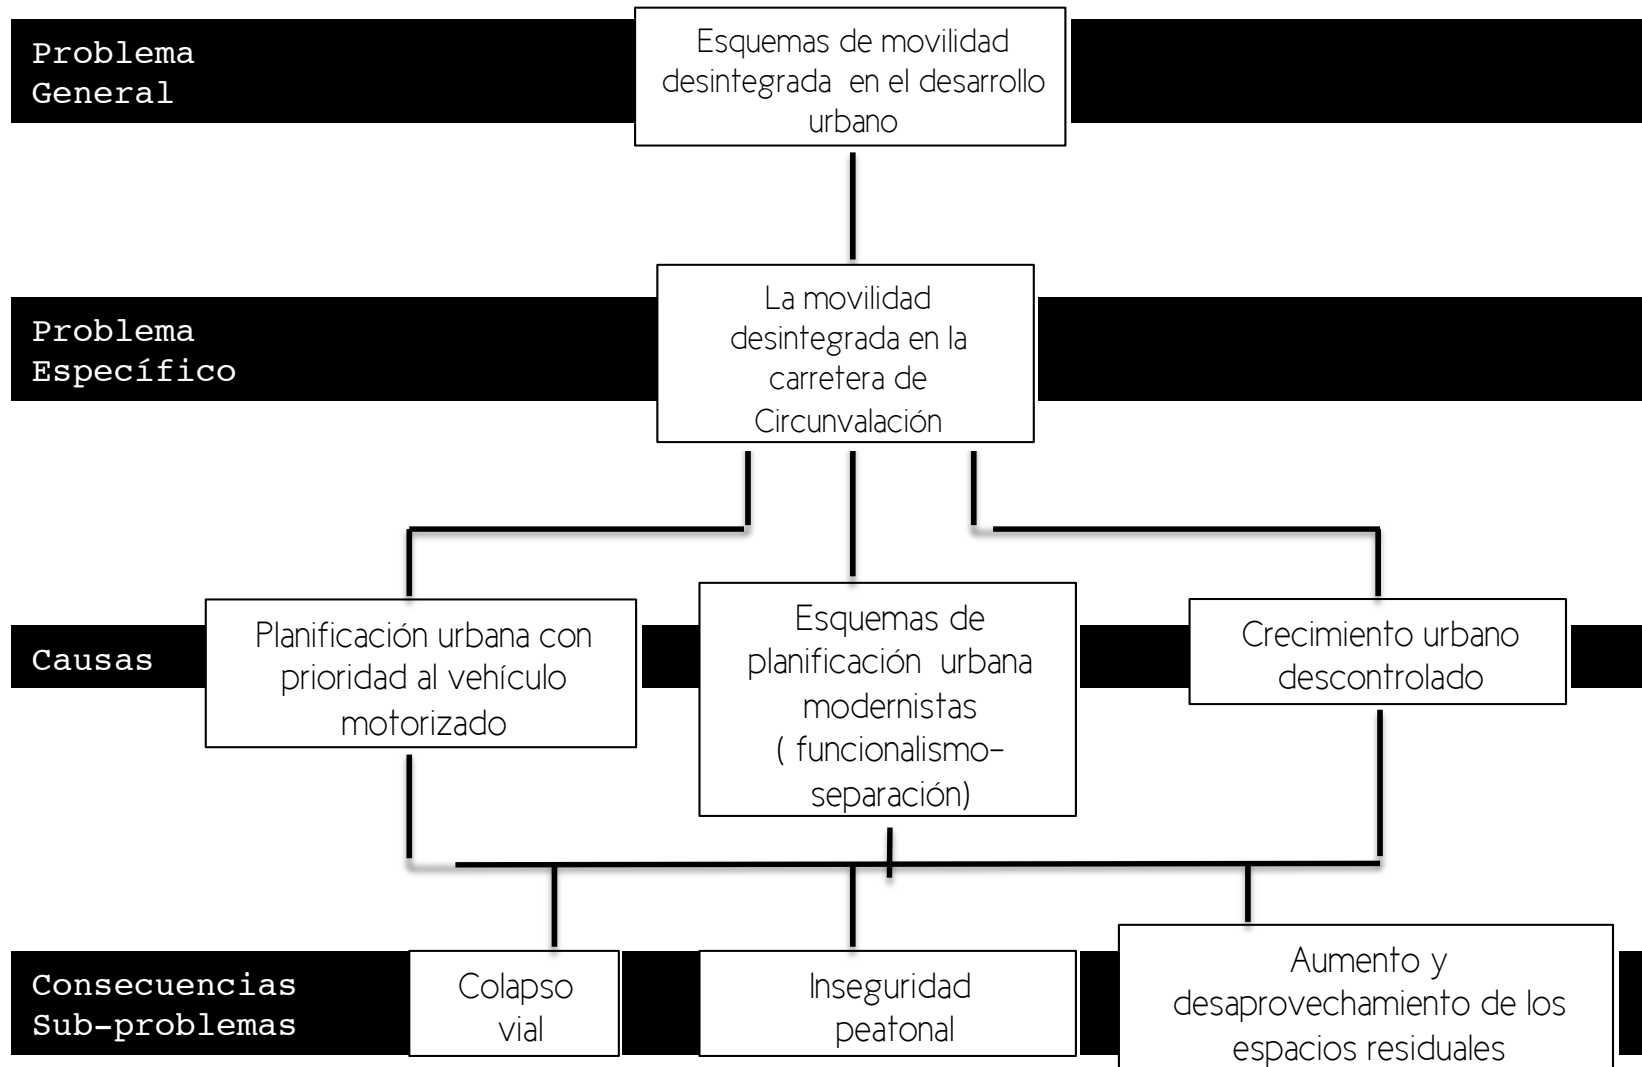 Problema
General
Esquemas de movilidad
desintegrada en el desarrollo
urbano
Problema
Específico
La movilidad
desintegrada en la
carretera de
Circunvalación
Causas
Planificación urbana con
prioridad al vehículo
motorizado
Esquemas de
planificación urbana
modernistas
( funcionalismo-
separación)
Crecimiento urbano
descontrolado
Consecuencias
Sub-problemas
Colapso
vial
Inseguridad
peatonal
Aumento y
desaprovechamiento de los
espacios residuales